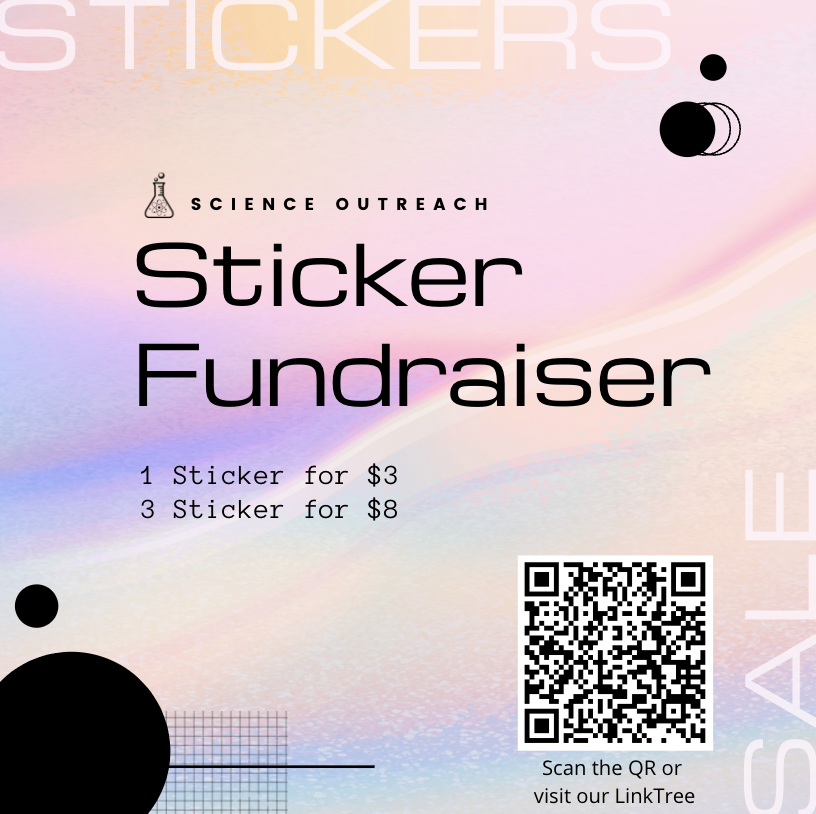 STICKERS
SCIENCE OUTREACH
Sticker
Fundraiser
1 Sticker for $3
3 Sticker for $8
SALE
Scan the QR or
visit our LinkTree